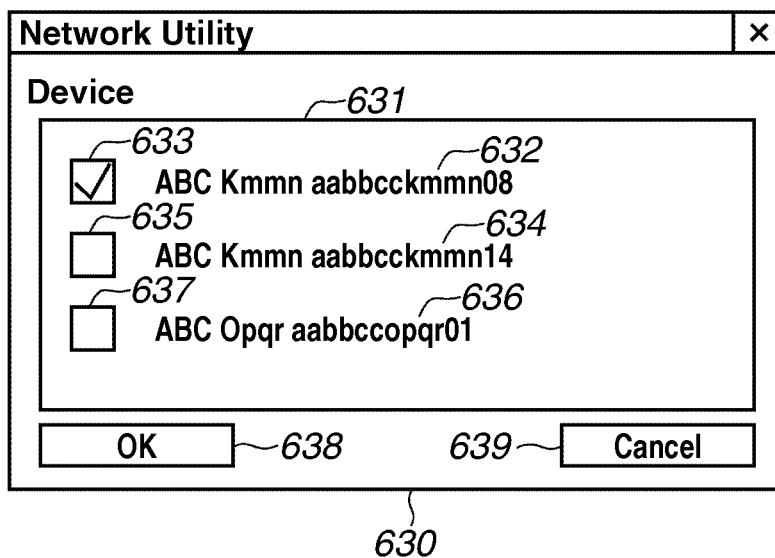 Network Utility ×
Device
631
633
632
ABC Kmmn aabbcckmmn08
635
634
ABC Kmmn aabbcckmmn14
637
636
ABC Opqr aabbccopqr01
OK 638 639 Cancel
630